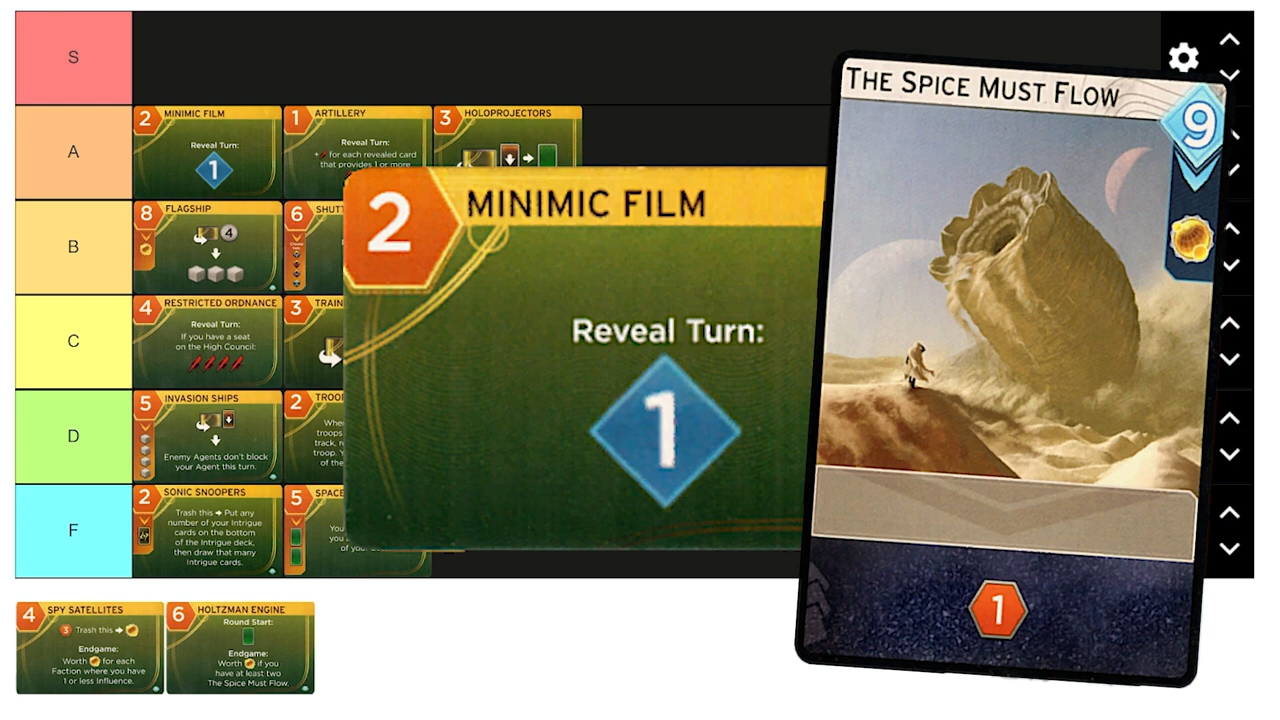 S
A
2 MINIMIC FILM
Reveal Turn:
1
1 ARTILLERY
Reveal Turn:
+ for each revealed card
that provides 1 or more
3 HOLOPROJECTORS
B
8 FLAGSHIP
4
6
C
4 RESTRICTED ORDNANCE
Reveal Turn:
If you have a seat
on the High Council:
3
D
5 INVASION SHIPS
Enemy Agents don't block
your Agent this turn.
2
troops
F
2 SONIC SNOOPERS
Trash this Put any
number of your Intrigue
cards on the bottom
of the Intrigue deck,
then draw that many
Intrigue cards.
5
2 MINIMIC FILM
Reveal Turn:
1
THE SPICE MUST FLOW
9
1
4 SPY SATELLITES
3 Trash this
Endgame:
Worth for each
Faction where you have
1 or less Influence.
6 HOLTZMAN ENGINE
Round Start:
Endgame:
Worth if you
have at least two
The Spice Must Flow.